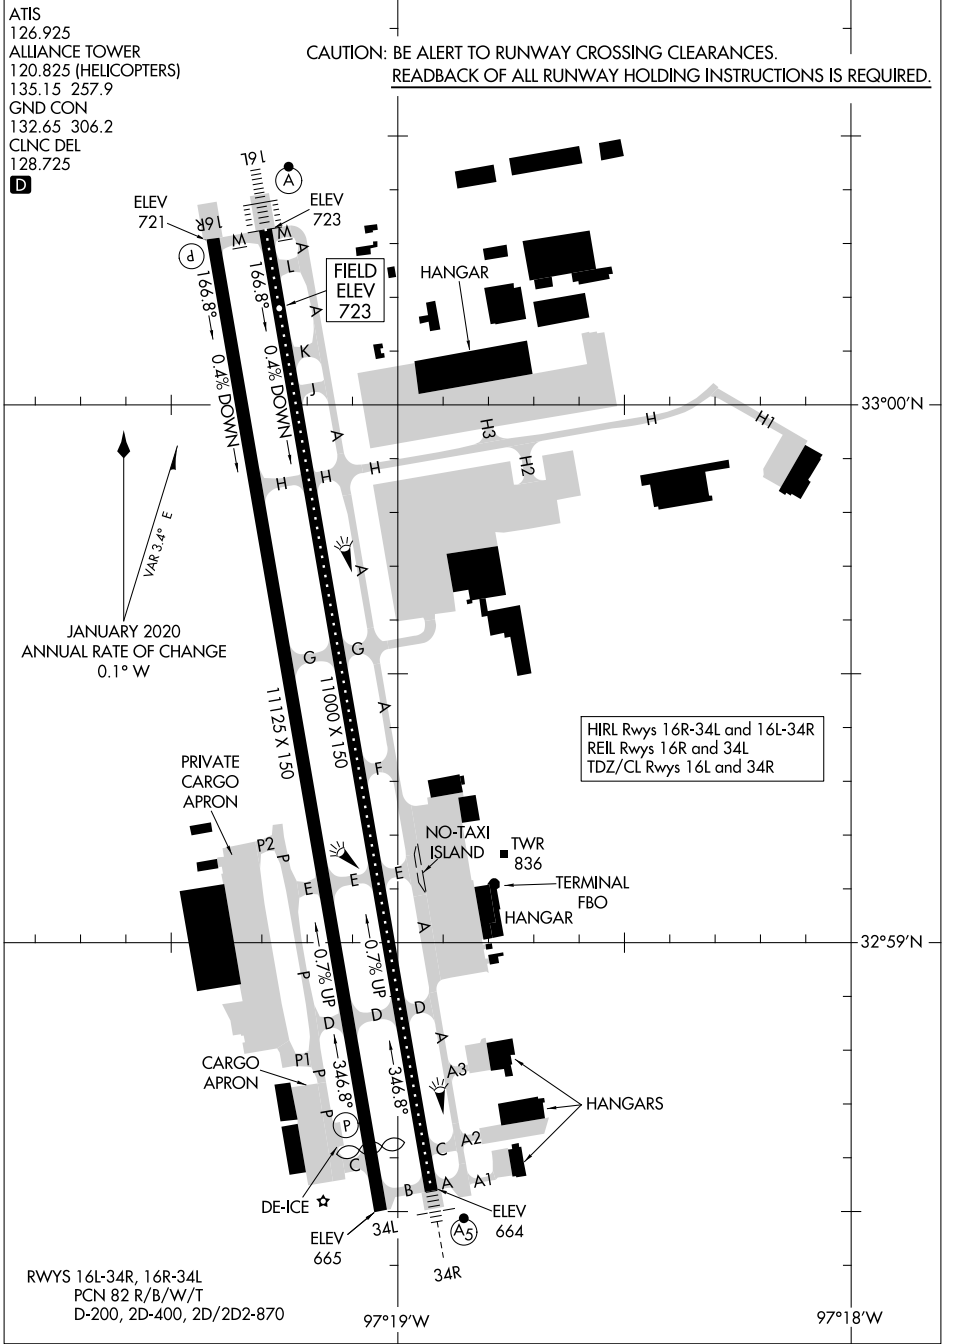 ATIS
126.925
ALLIANCE TOWER
120.825 (HELICOPTERS)
135.15 257.9
GND CON
132.65 306.2
CLNC DEL
128.725
D
CAUTION: BE ALERT TO RUNWAY CROSSING CLEARANCES.
READBACK OF ALL RUNWAY HOLDING INSTRUCTIONS IS REQUIRED.
16L
A
ELEV
721
ELEV
723
16R
W
W
A
P
L
166.8°
166.8°
FIELD
ELEV
723
HANGAR
A
K
J
0.4% DOWN
0.4% DOWN
33°00'N
A
H
H
H
H3
H2
H
H1
VAR 3.4° E
A
JANUARY 2020
ANNUAL RATE OF CHANGE
0.1° W
G
G
11125 X 150
11000 X 150
A
HIRL Rwys 16R-34L and 16L-34R
REIL Rwys 16R and 34L
TDZ/CL Rwys 16L and 34R
F
PRIVATE
CARGO
APRON
P2
P
NO-TAXI
ISLAND
TWR
836
E
E
E
TERMINAL
FBO
HANGAR
A
32°59'N
0.7% UP
0.7% UP
P
D
D
D
A
P1
P
CARGO
APRON
346.8°
346.8°
A3
P
P
HANGARS
C
C
A2
DE-ICE
B
A
A1
ELEV
665
34L
ELEV
664
A5
34R
RWYS 16L-34R, 16R-34L
PCN 82 R/B/W/T
D-200, 2D-400, 2D/2D2-870
97°19'W
97°18'W